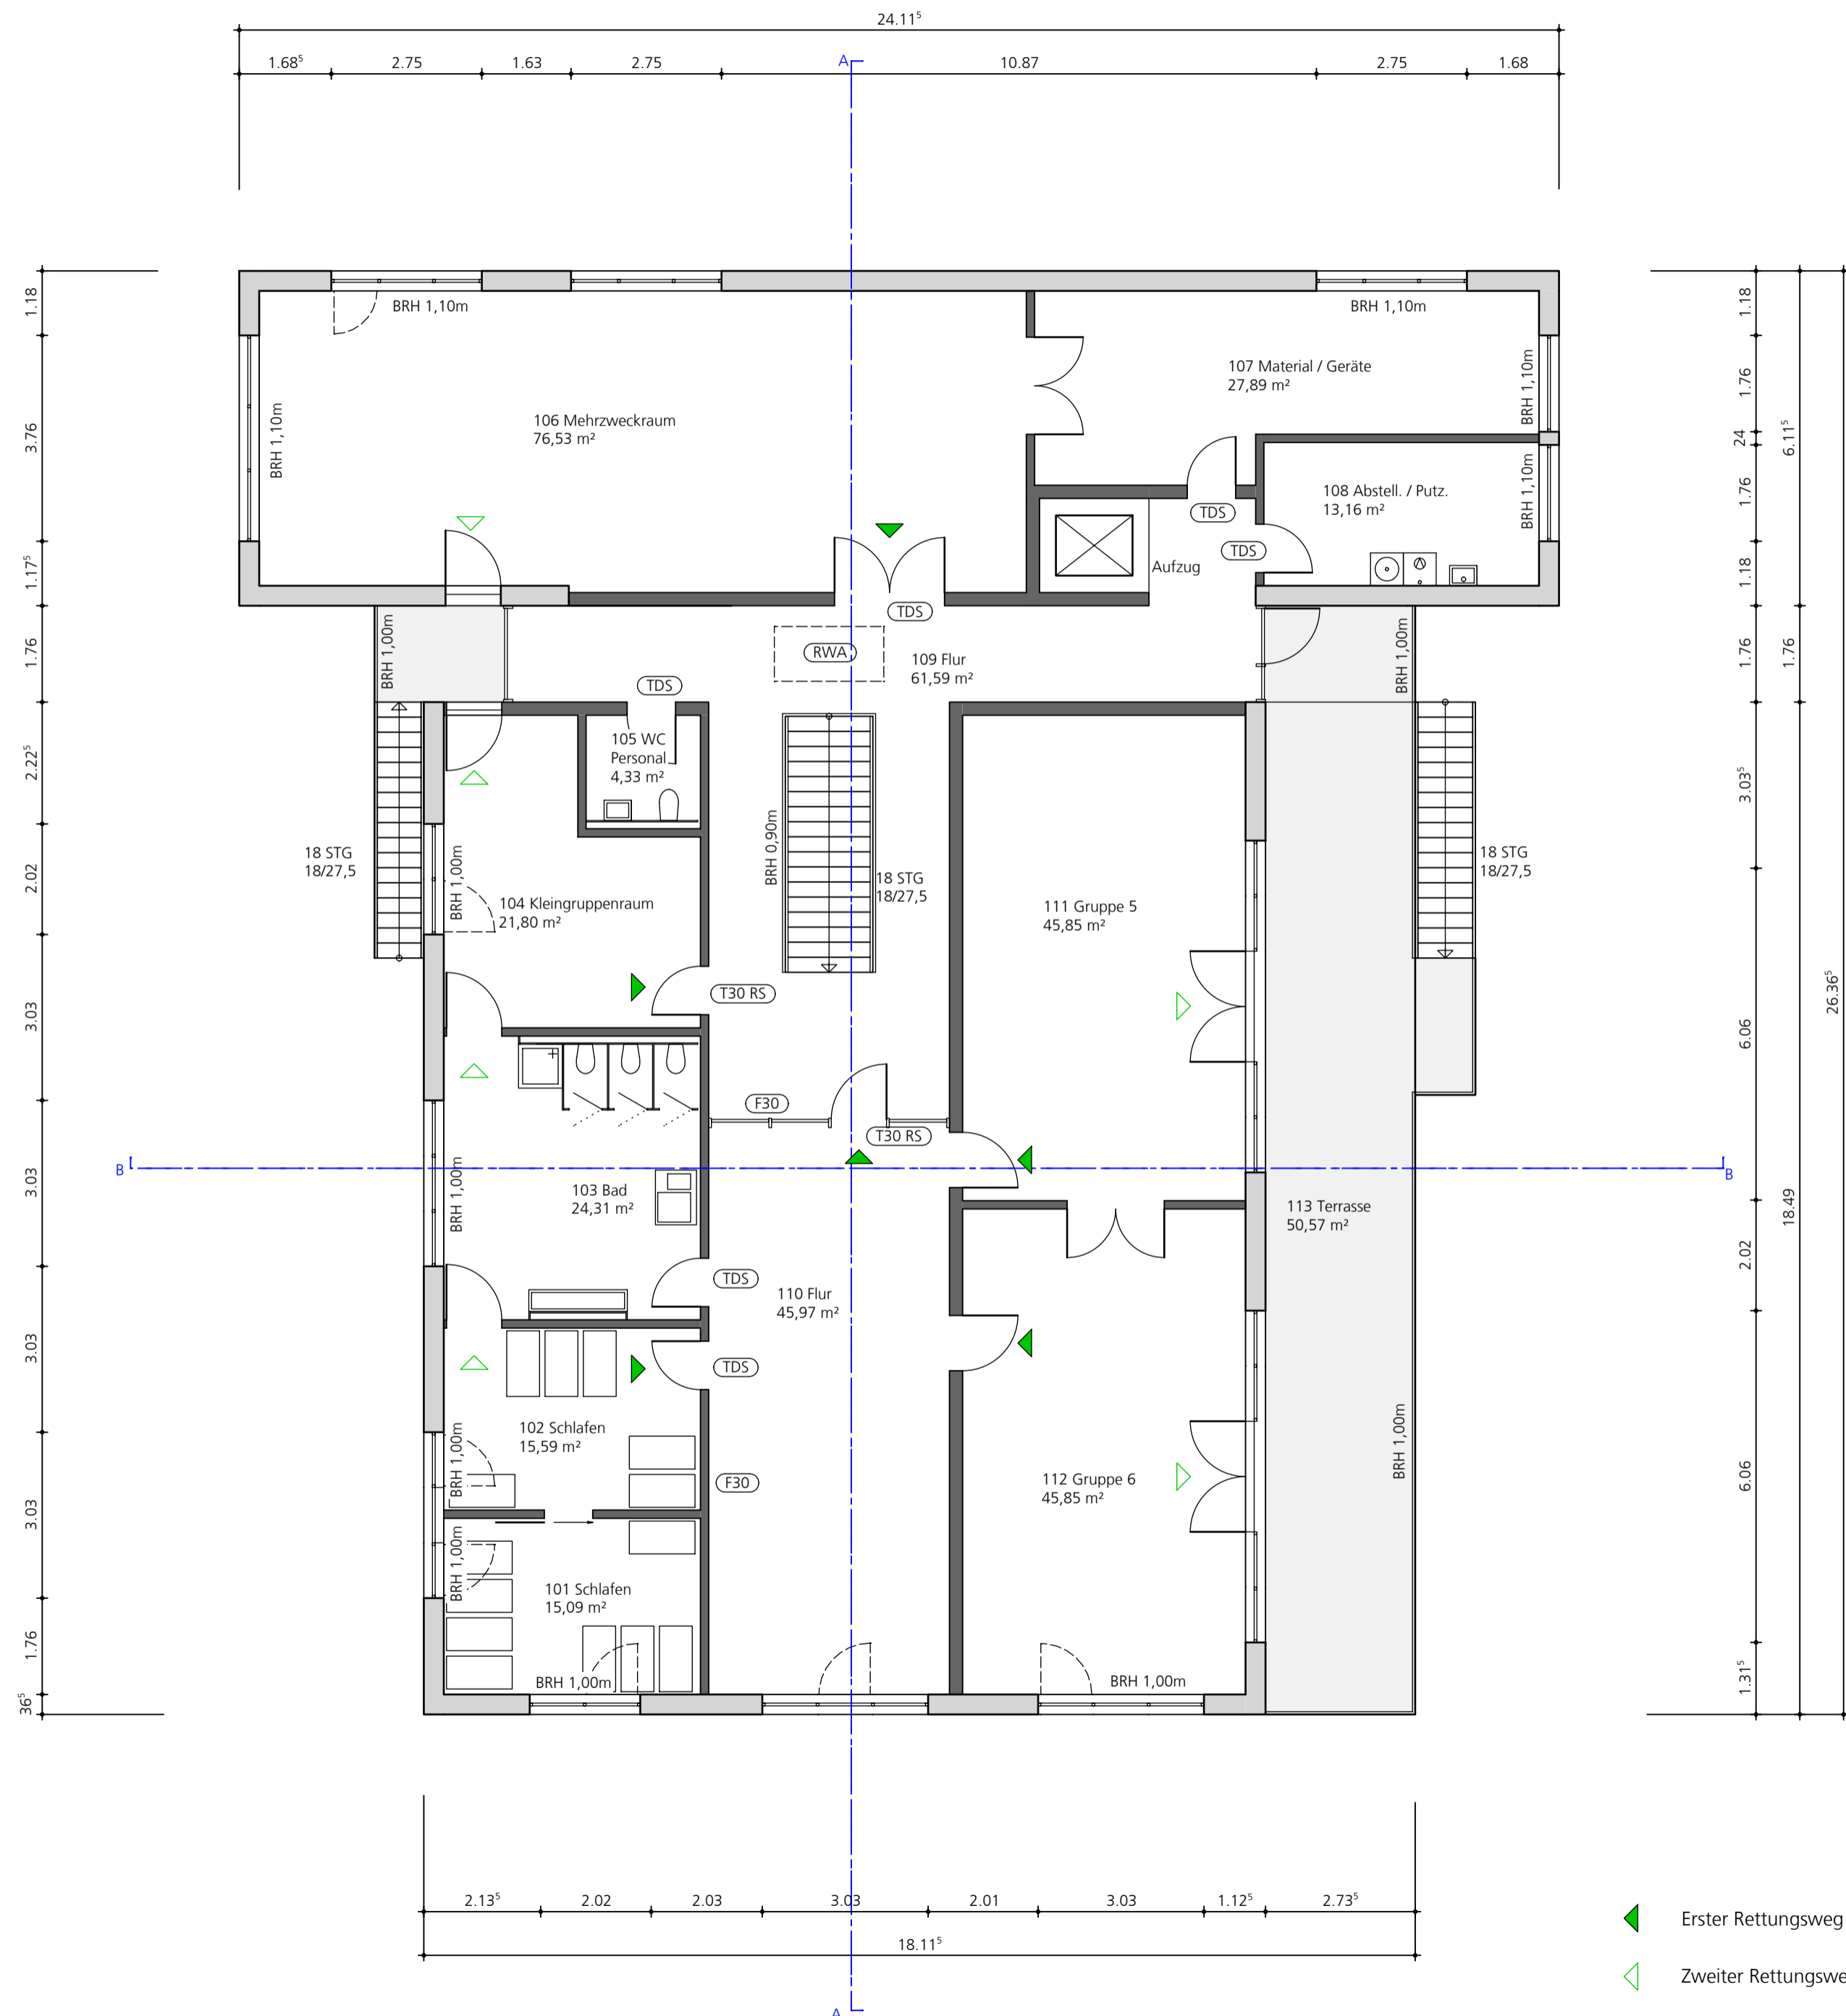 24.11⁵
1.68⁵ 2.75 1.63 2.75 A 10.87 2.75 1.68
1.18
3.76
1.17⁵
1.76
2.22⁵
2.02
3.03
3.03
3.03
3.03
1.76
36⁵
1.18
1.76
24
1.76
1.18
1.76
3.03⁵
6.06
2.02
6.06
1.31⁵
6.11⁵
1.76
18.49
26.36⁵
BRH 1,10m
BRH 1,10m
BRH 1,10m
BRH 1,10m
BRH 1,10m
106 Mehrzweckraum
76,53 m²
107 Material / Geräte
27,89 m²
108 Abstell. / Putz.
13,16 m²
TDS
TDS
Aufzug
TDS
RWA
109 Flur
61,59 m²
BRH 1,00m
BRH 1,00m
TDS
105 WC
Personal
4,33 m²
18 STG
18/27,5
BRH 0,90m
18 STG
18/27,5
18 STG
18/27,5
BRH 1,00m
104 Kleingruppenraum
21,80 m²
111 Gruppe 5
45,85 m²
T30 RS
F30
T30 RS
B
B
BRH 1,00m
103 Bad
24,31 m²
113 Terrasse
50,57 m²
TDS
110 Flur
45,97 m²
TDS
BRH 1,00m
102 Schlafen
15,59 m²
F30
112 Gruppe 6
45,85 m²
BRH 1,00m
BRH 1,00m
101 Schlafen
15,09 m²
BRH 1,00m
BRH 1,00m
2.13⁵ 2.02 2.03 3.03 2.01 3.03 1.12⁵ 2.73⁵
18.11⁵
Erster Rettungsweg
Zweiter Rettungswe
A